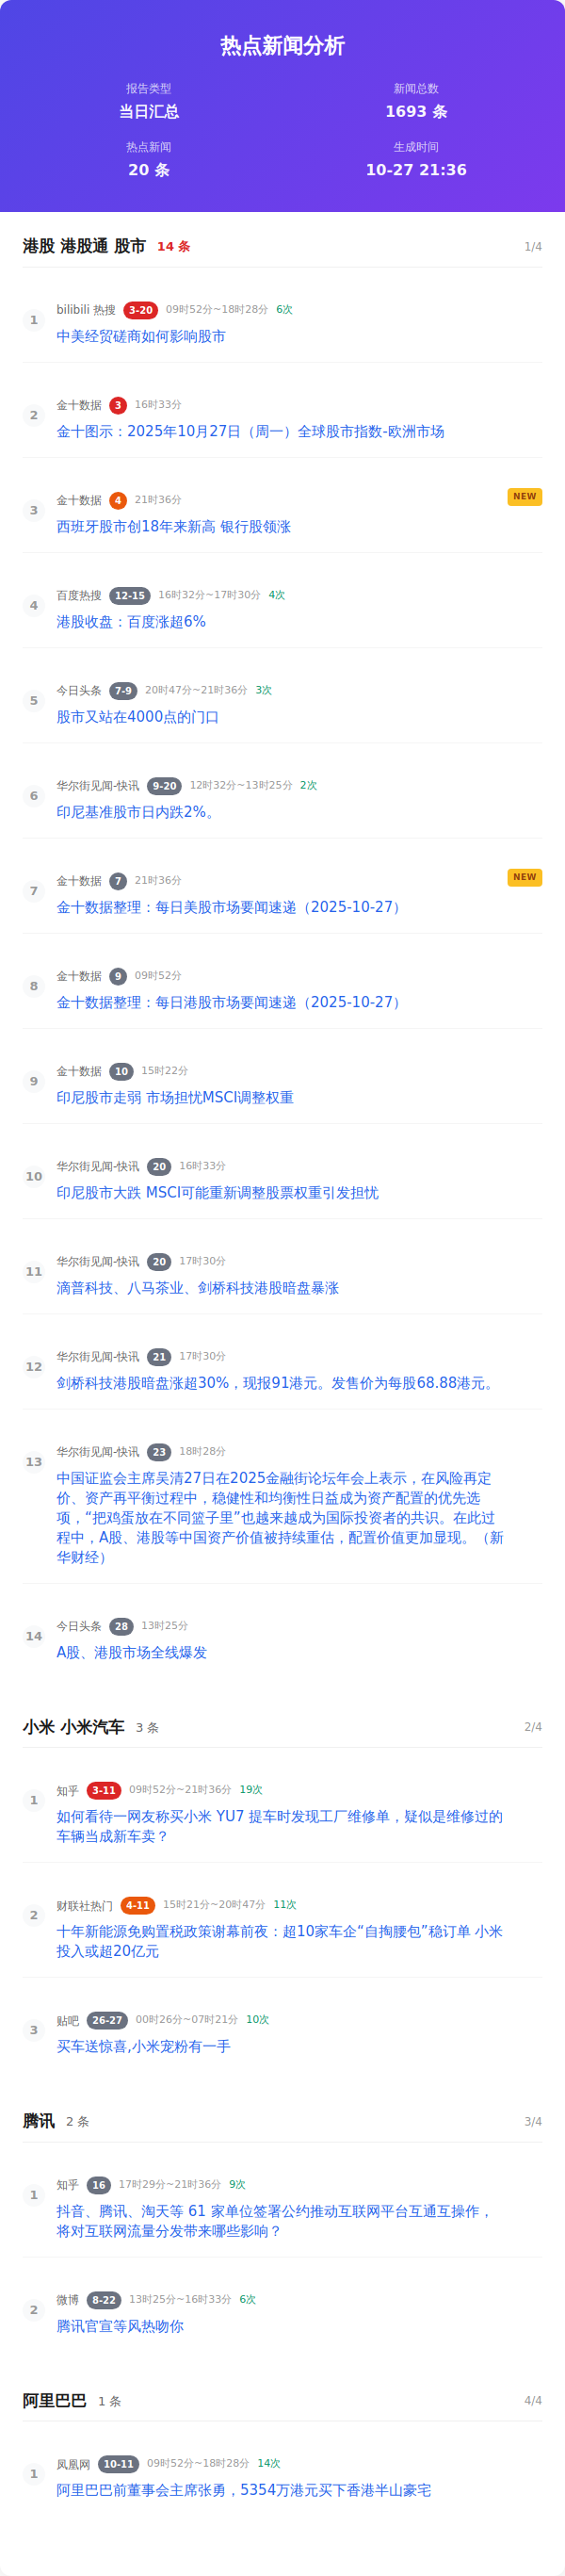 热点新闻分析
报告类型
当日汇总
新闻总数
1693 条
热点新闻
20 条
生成时间
10-27 21:36
港股 港股通 股市 14 条 1/4
1
bilibili 热搜 3-20 09时52分~18时28分 6次
中美经贸磋商如何影响股市
2
金十数据 3 16时33分
金十图示：2025年10月27日（周一）全球股市指数-欧洲市场
3
金十数据 4 21时36分 NEW
西班牙股市创18年来新高 银行股领涨
4
百度热搜 12-15 16时32分~17时30分 4次
港股收盘：百度涨超6%
5
今日头条 7-9 20时47分~21时36分 3次
股市又站在4000点的门口
6
华尔街见闻-快讯 9-20 12时32分~13时25分 2次
印尼基准股市日内跌2%。
7
金十数据 7 21时36分 NEW
金十数据整理：每日美股市场要闻速递（2025-10-27）
8
金十数据 9 09时52分
金十数据整理：每日港股市场要闻速递（2025-10-27）
9
金十数据 10 15时22分
印尼股市走弱 市场担忧MSCI调整权重
10
华尔街见闻-快讯 20 16时33分
印尼股市大跌 MSCI可能重新调整股票权重引发担忧
11
华尔街见闻-快讯 20 17时30分
滴普科技、八马茶业、剑桥科技港股暗盘暴涨
12
华尔街见闻-快讯 21 17时30分
剑桥科技港股暗盘涨超30%，现报91港元。发售价为每股68.88港元。
13
华尔街见闻-快讯 23 18时28分
中国证监会主席吴清27日在2025金融街论坛年会上表示，在风险再定
价、资产再平衡过程中，稳健性和均衡性日益成为资产配置的优先选
项，“把鸡蛋放在不同篮子里”也越来越成为国际投资者的共识。在此过
程中，A股、港股等中国资产价值被持续重估，配置价值更加显现。（新
华财经）
14
今日头条 28 13时25分
A股、港股市场全线爆发
小米 小米汽车 3 条 2/4
1
知乎 3-11 09时52分~21时36分 19次
如何看待一网友称买小米 YU7 提车时发现工厂维修单，疑似是维修过的
车辆当成新车卖？
2
财联社热门 4-11 15时21分~20时47分 11次
十年新能源免购置税政策谢幕前夜：超10家车企“自掏腰包”稳订单 小米
投入或超20亿元
3
贴吧 26-27 00时26分~07时21分 10次
买车送惊喜,小米宠粉有一手
腾讯 2 条 3/4
1
知乎 16 17时29分~21时36分 9次
抖音、腾讯、淘天等 61 家单位签署公约推动互联网平台互通互操作，
将对互联网流量分发带来哪些影响？
2
微博 8-22 13时25分~16时33分 6次
腾讯官宣等风热吻你
阿里巴巴 1 条 4/4
1
凤凰网 10-11 09时52分~18时28分 14次
阿里巴巴前董事会主席张勇，5354万港元买下香港半山豪宅